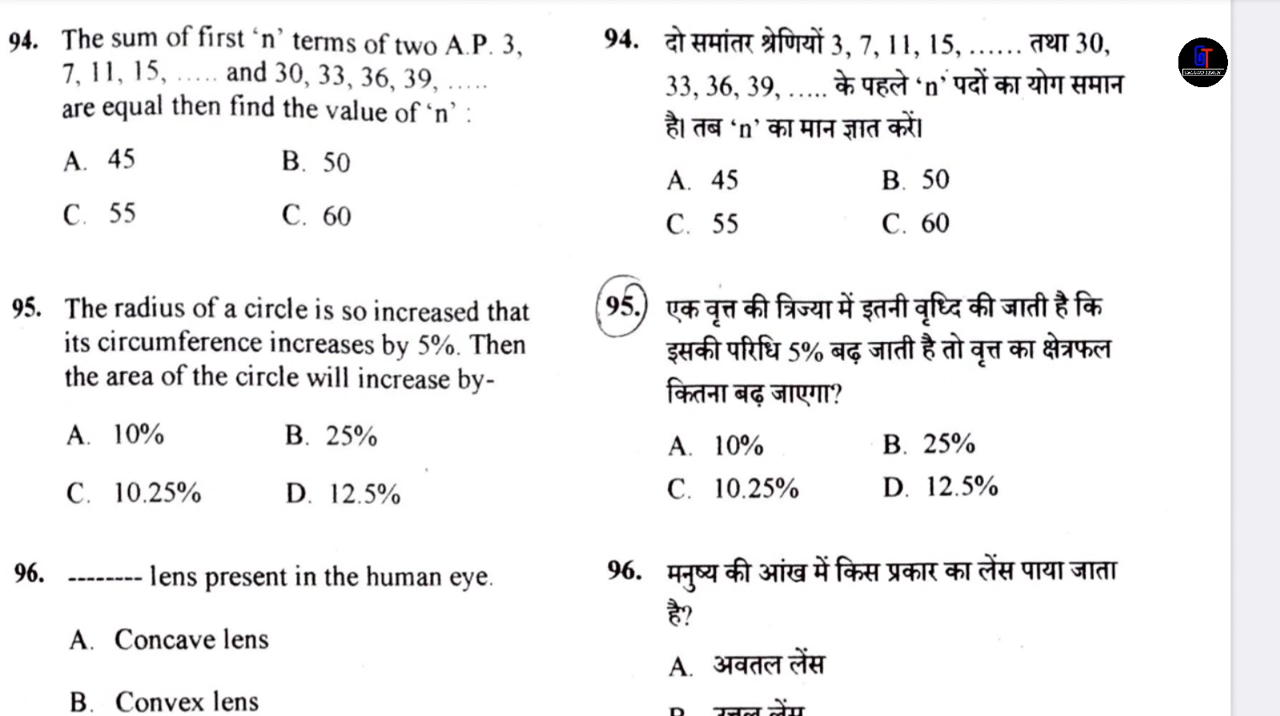 94. The sum of first ‘n’ terms of two A.P. 3,
7, 11, 15, ..... and 30, 33, 36, 39, .....
are equal then find the value of ‘n’ :
A. 45 B. 50
C. 55 C. 60
95. The radius of a circle is so increased that
its circumference increases by 5%. Then
the area of the circle will increase by-
A. 10% B. 25%
C. 10.25% D. 12.5%
96. -------- lens present in the human eye.
A. Concave lens
B. Convex lens
94. दो समांतर श्रेणियों 3, 7, 11, 15, ...... तथा 30,
33, 36, 39, ..... के पहले ‘n’ पदों का योग समान
है। तब ‘n’ का मान ज्ञात करें।
A. 45 B. 50
C. 55 C. 60
95. एक वृत्त की त्रिज्या में इतनी वृध्दि की जाती है कि
इसकी परिधि 5% बढ़ जाती है तो वृत्त का क्षेत्रफल
कितना बढ़ जाएगा?
A. 10% B. 25%
C. 10.25% D. 12.5%
96. मनुष्य की आंख में किस प्रकार का लेंस पाया जाता
है?
A. अवतल लेंस
GT